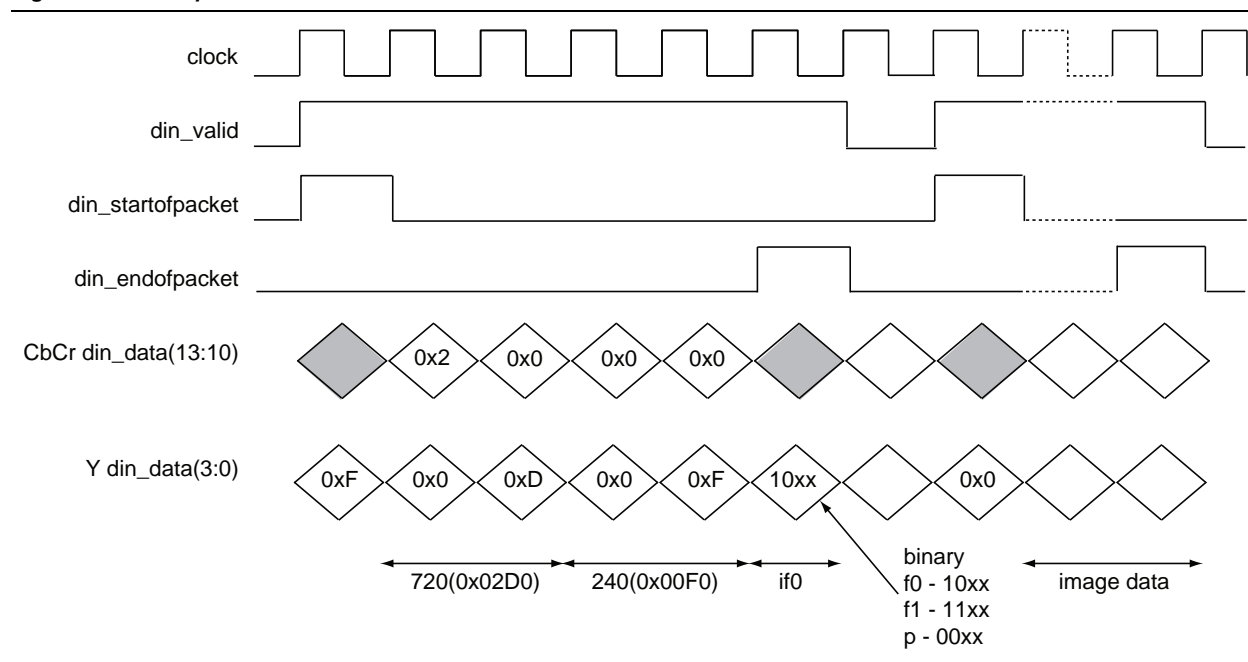 clock
din_valid
din_startofpacket
din_endofpacket
CbCr din_data(13:10)
0x2 0x0 0x0 0x0
Y din_data(3:0)
0xF 0x0 0xD 0x0 0xF 10xx 0x0
720(0x02D0) 240(0x00F0) if0
binary
f0 - 10xx
f1 - 11xx
p - 00xx
image data